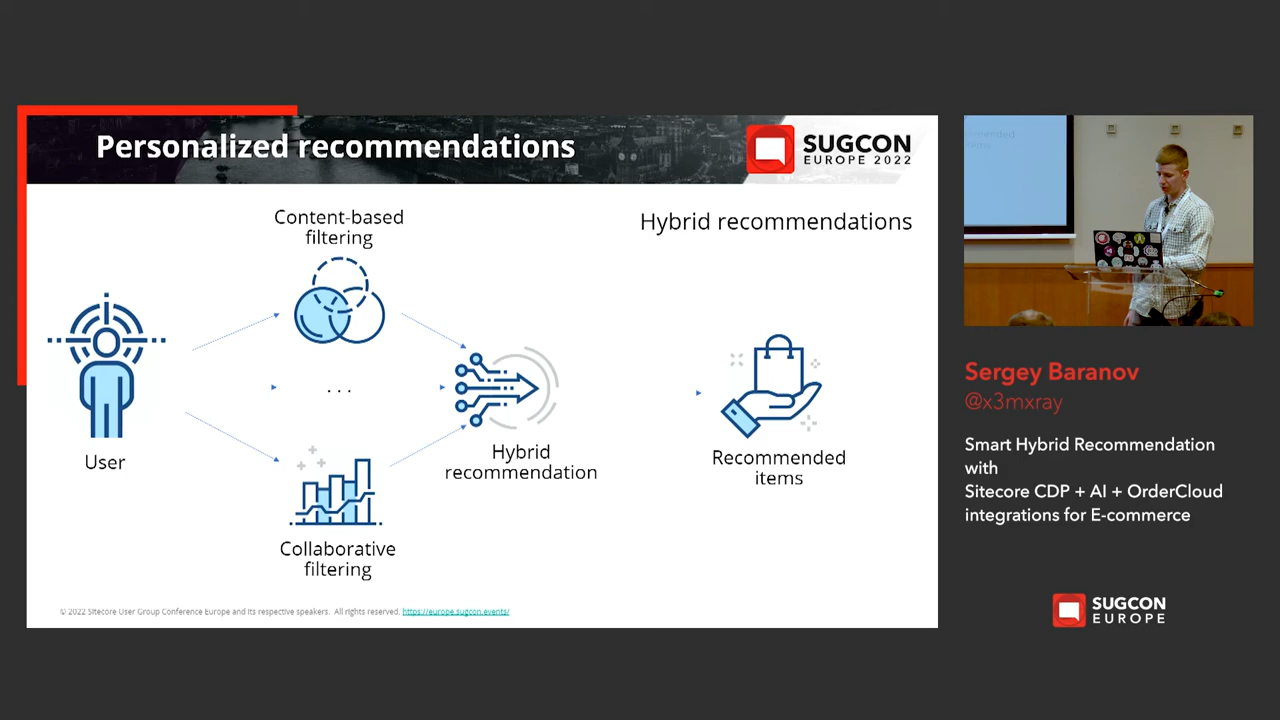 Personalized recommendations
SUGCON
EUROPE 2022
Content-based
filtering
Hybrid recommendations
User
. . .
Hybrid
recommendation
Recommended
items
Collaborative
filtering
© 2022 Sitecore User Group Conference Europe and its respective speakers. All rights reserved. https://europe.sugcon.events/
Sergey Baranov
@x3mxray
Smart Hybrid Recommendation
with
Sitecore CDP + AI + OrderCloud
integrations for E-commerce
SUGCON
EUROPE